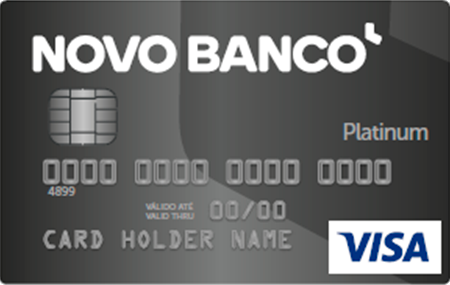 NOVO BANCO
Platinum
0000 0000 0000 0000
4899
VÁLIDO ATÉ
VALID THRU 00/00
CARD HOLDER NAME
VISA